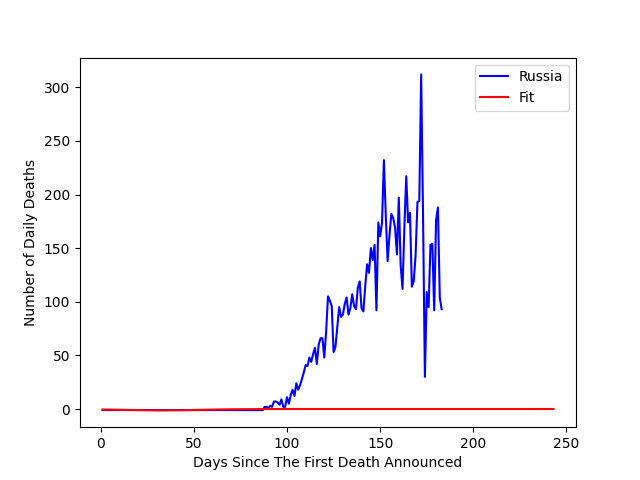 Russia
Fit
300
250
200
150
100
50
0
Number of Daily Deaths
0 50 100 150 200 250
Days Since The First Death Announced